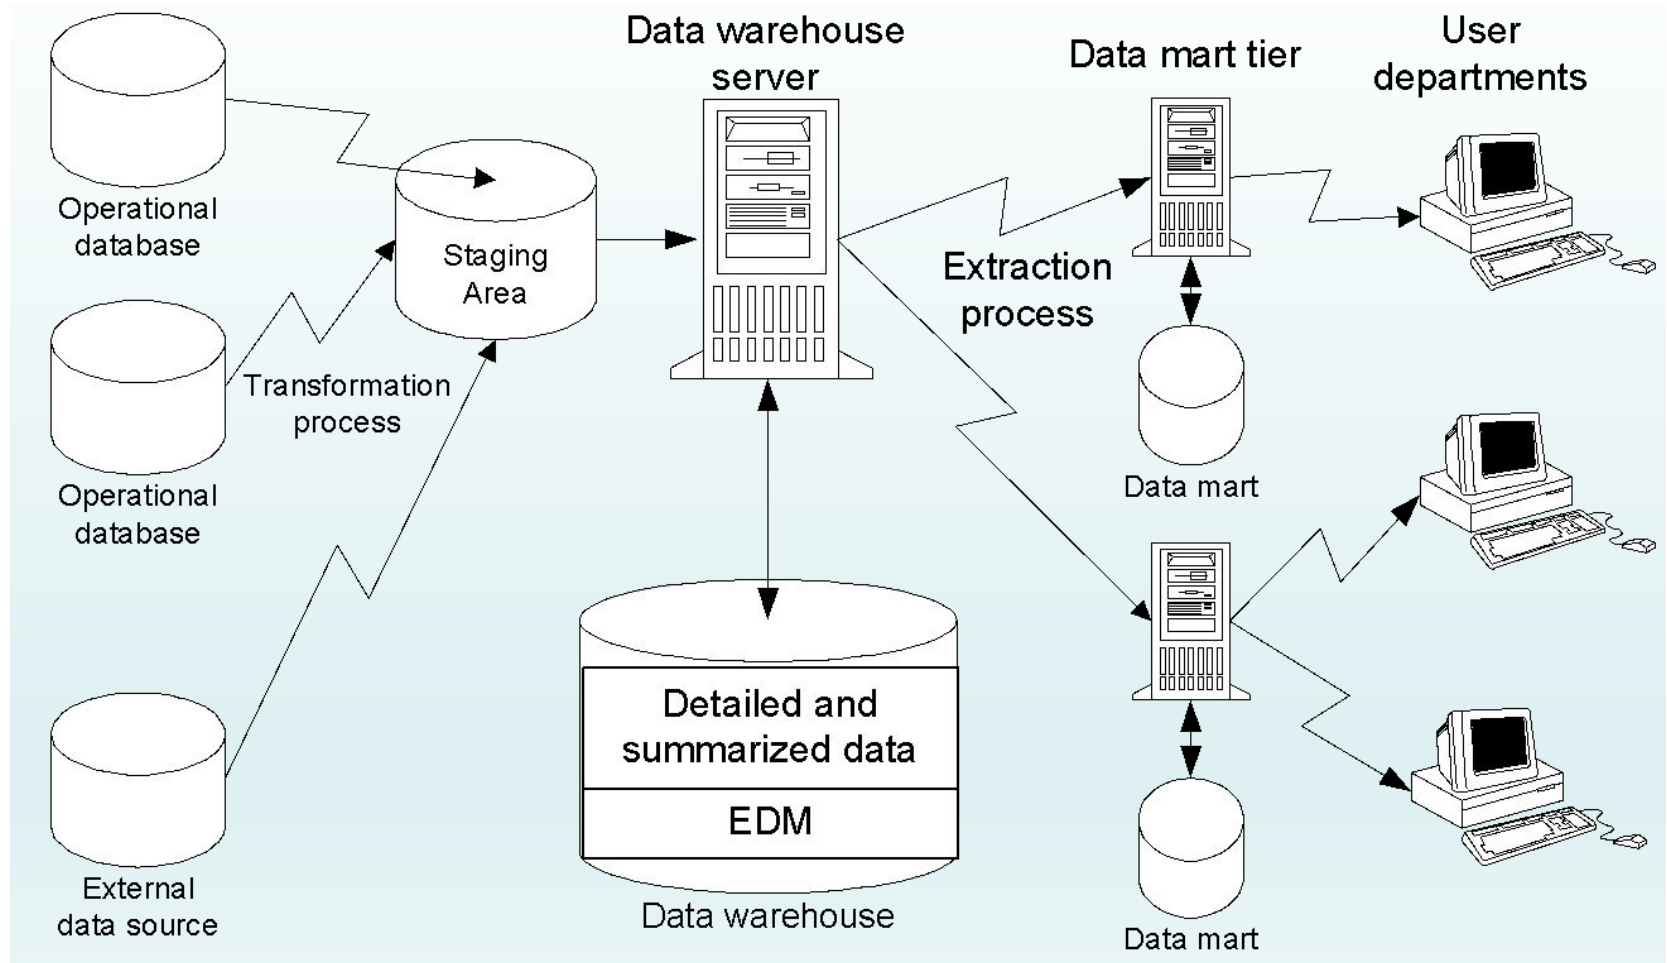 Data warehouse
server
Data mart tier
User
departments
Operational
database
Staging
Area
Extraction
process
Transformation
process
Operational
database
Data mart
Detailed and
summarized data
EDM
Data warehouse
External
data source
Data mart